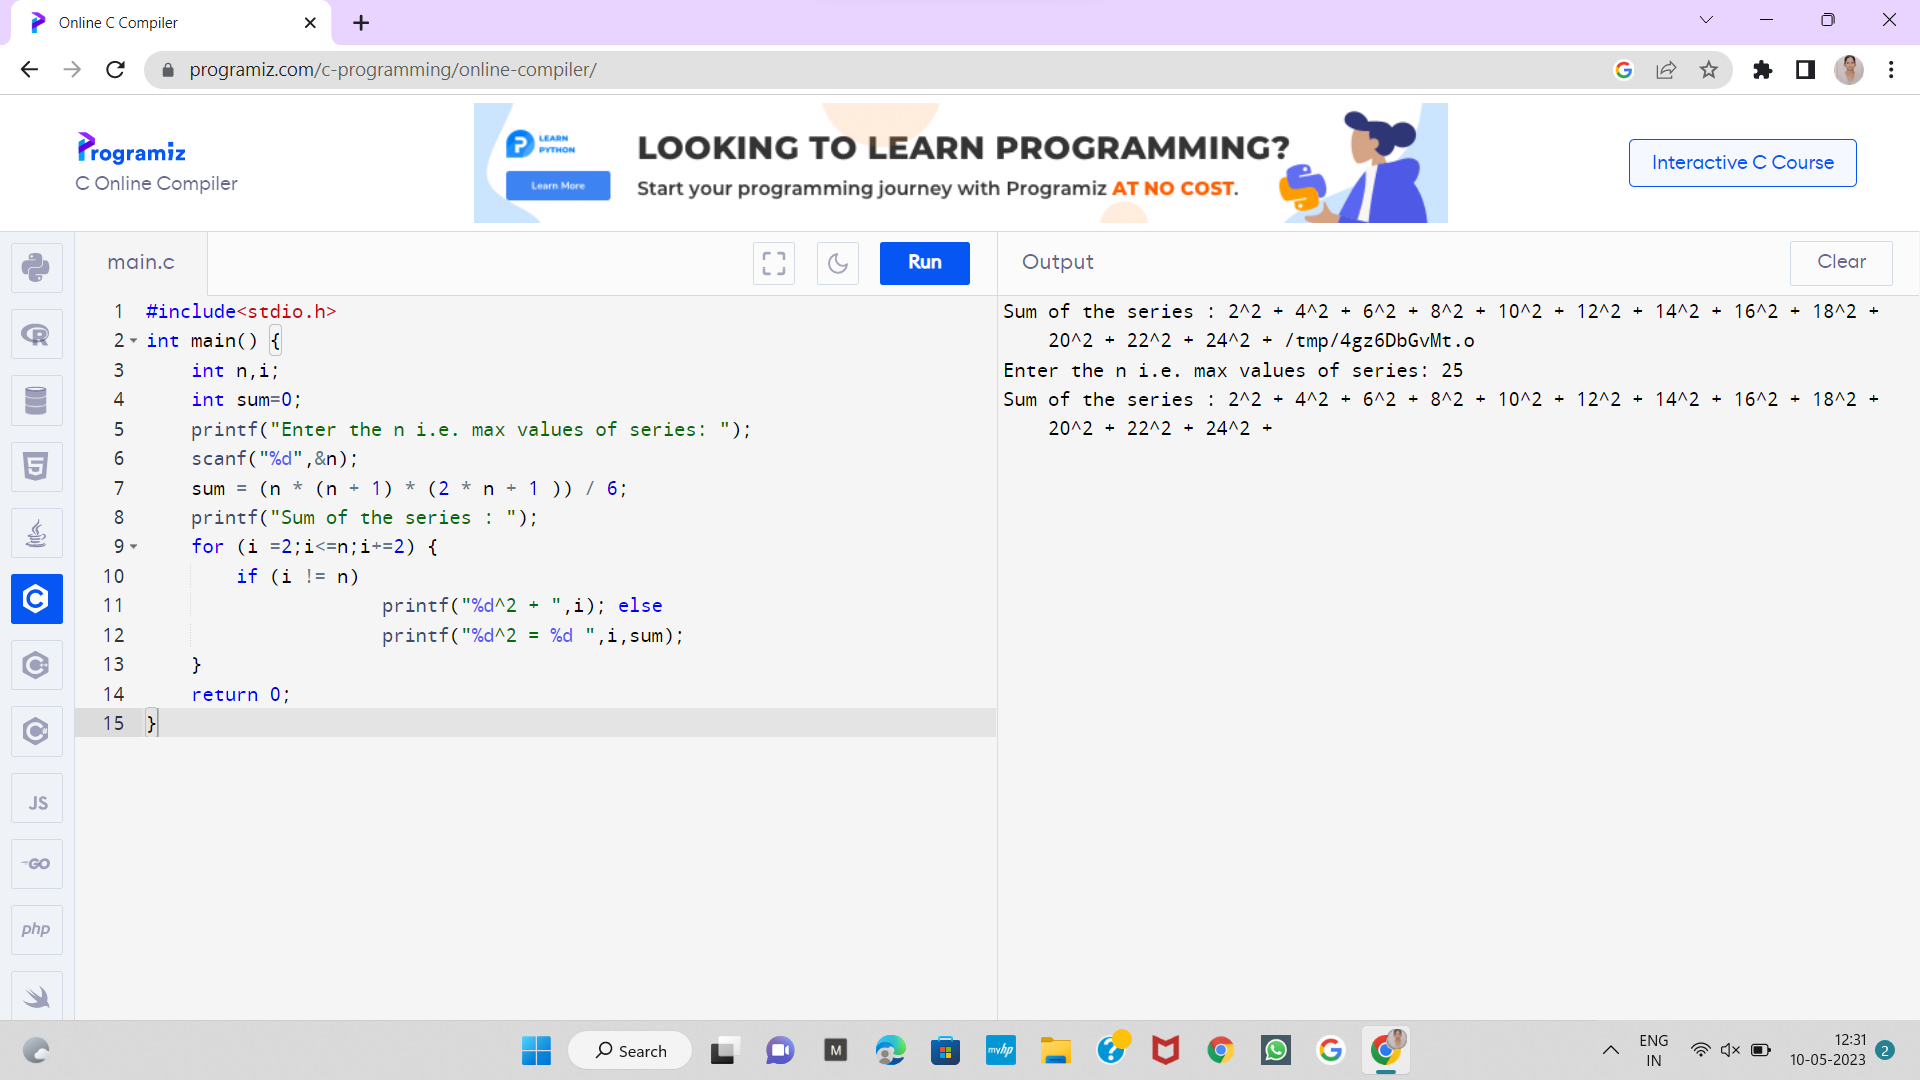 Online C Compiler
programiz.com/c-programming/online-compiler/
Programiz
C Online Compiler
LEARN
PYTHON
Learn More
LOOKING TO LEARN PROGRAMMING?
Start your programming journey with Programiz AT NO COST.
Interactive C Course
main.c
Run
Output
Clear
1 #include<stdio.h>
2 int main() {
3 int n,i;
4 int sum=0;
5 printf("Enter the n i.e. max values of series: ");
6 scanf("%d",&n);
7 sum = (n * (n + 1) * (2 * n + 1 )) / 6;
8 printf("Sum of the series : ");
9 for (i =2;i<=n;i+=2) {
10 if (i != n)
11 printf("%d^2 + ",i); else
12 printf("%d^2 = %d ",i,sum);
13 }
14 return 0;
15 }
Sum of the series : 2^2 + 4^2 + 6^2 + 8^2 + 10^2 + 12^2 + 14^2 + 16^2 + 18^2 +
20^2 + 22^2 + 24^2 + /tmp/4gz6DbGvMt.o
Enter the n i.e. max values of series: 25
Sum of the series : 2^2 + 4^2 + 6^2 + 8^2 + 10^2 + 12^2 + 14^2 + 16^2 + 18^2 +
20^2 + 22^2 + 24^2 +
R
5
C
C
C
JS
GO
php
Search
M
myhp
ENG
IN
12:31
10-05-2023
2